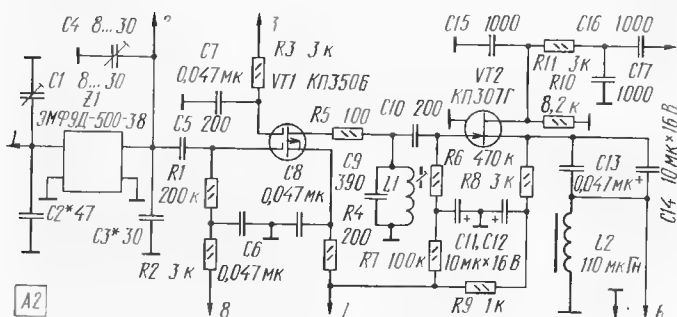 C4 8...30
2
3
C15 1000
C16 1000
C1 8...30
Z1
ЭМФ9Д-500-38
C7
0,047 мк
R3 3 к
VT1 КП350Б
R11 3 к
R10
8,2 к
C17
1000
VT2
КП307Г
C10 200
R5
100
1
C5
200
R1
200 к
C8
0,047 мк
C9
390
L1
R4
200
R6
470 к
R8 3 к
C13
0,047 мк
C14 10 мк × 16 В
C2* 47
C3* 30
R2 3 к
C6
0,047 мк
R7 100 к
C11, C12
10 мк × 16 В
R9 1 к
L2
110 мкГн
A2
8
1
6